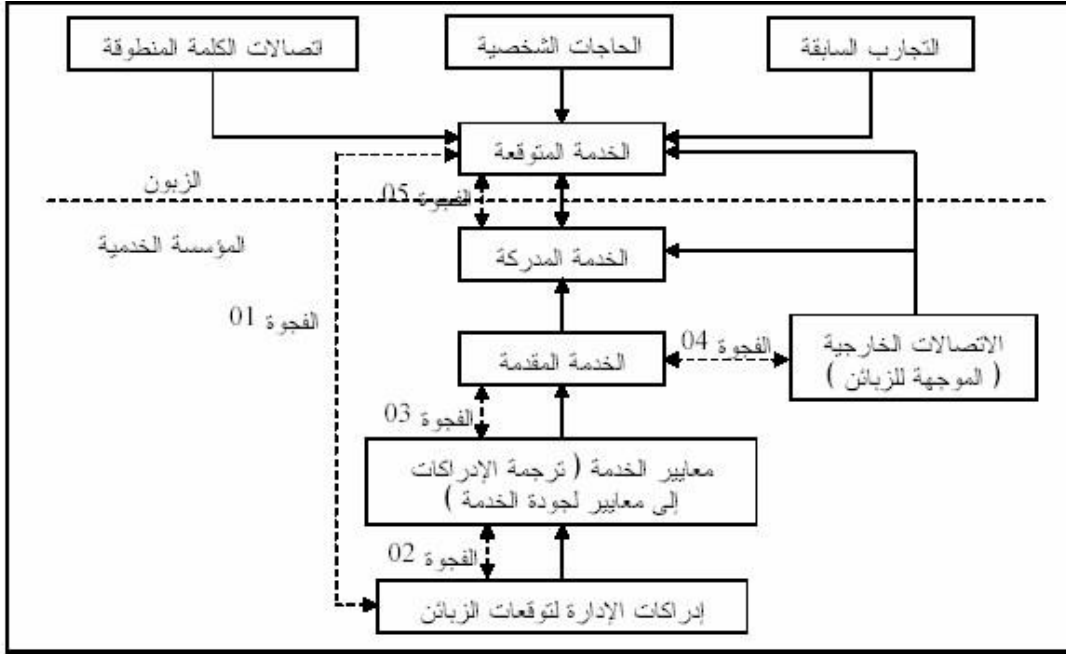 التجارب السابقة
الحاجات الشخصية
اتصالات الكلمة المنطوقة
الخدمة المتوقعة
الزبون
الفجوة 05
المؤسسة الخدمية
الخدمة المدركة
الفجوة 01
الاتصالات الخارجية
( الموجهة للزبائن )
الفجوة 04
الخدمة المقدمة
الفجوة 03
معايير الخدمة ( ترجمة الإدراكات
إلى معايير لجودة الخدمة )
الفجوة 02
إدراكات الإدارة لتوقعات الزبائن